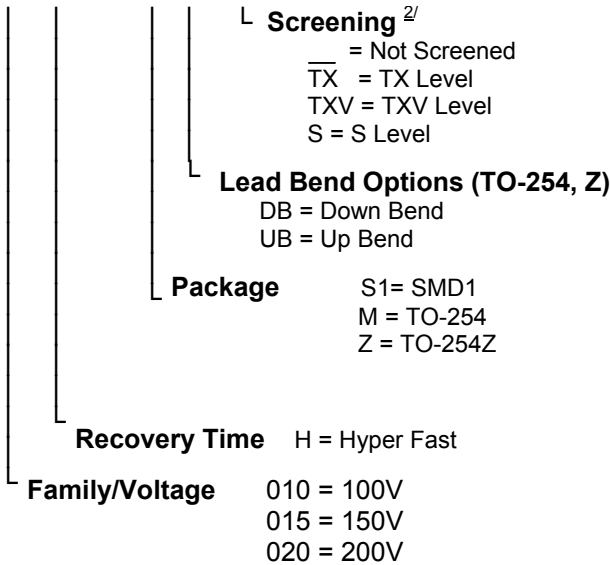 Screening 2/
__ = Not Screened
TX = TX Level
TXV = TXV Level
S = S Level
Lead Bend Options (TO-254, Z)
DB = Down Bend
UB = Up Bend
Package S1= SMD1
M = TO-254
Z = TO-254Z
Recovery Time H = Hyper Fast
Family/Voltage 010 = 100V
015 = 150V
020 = 200V